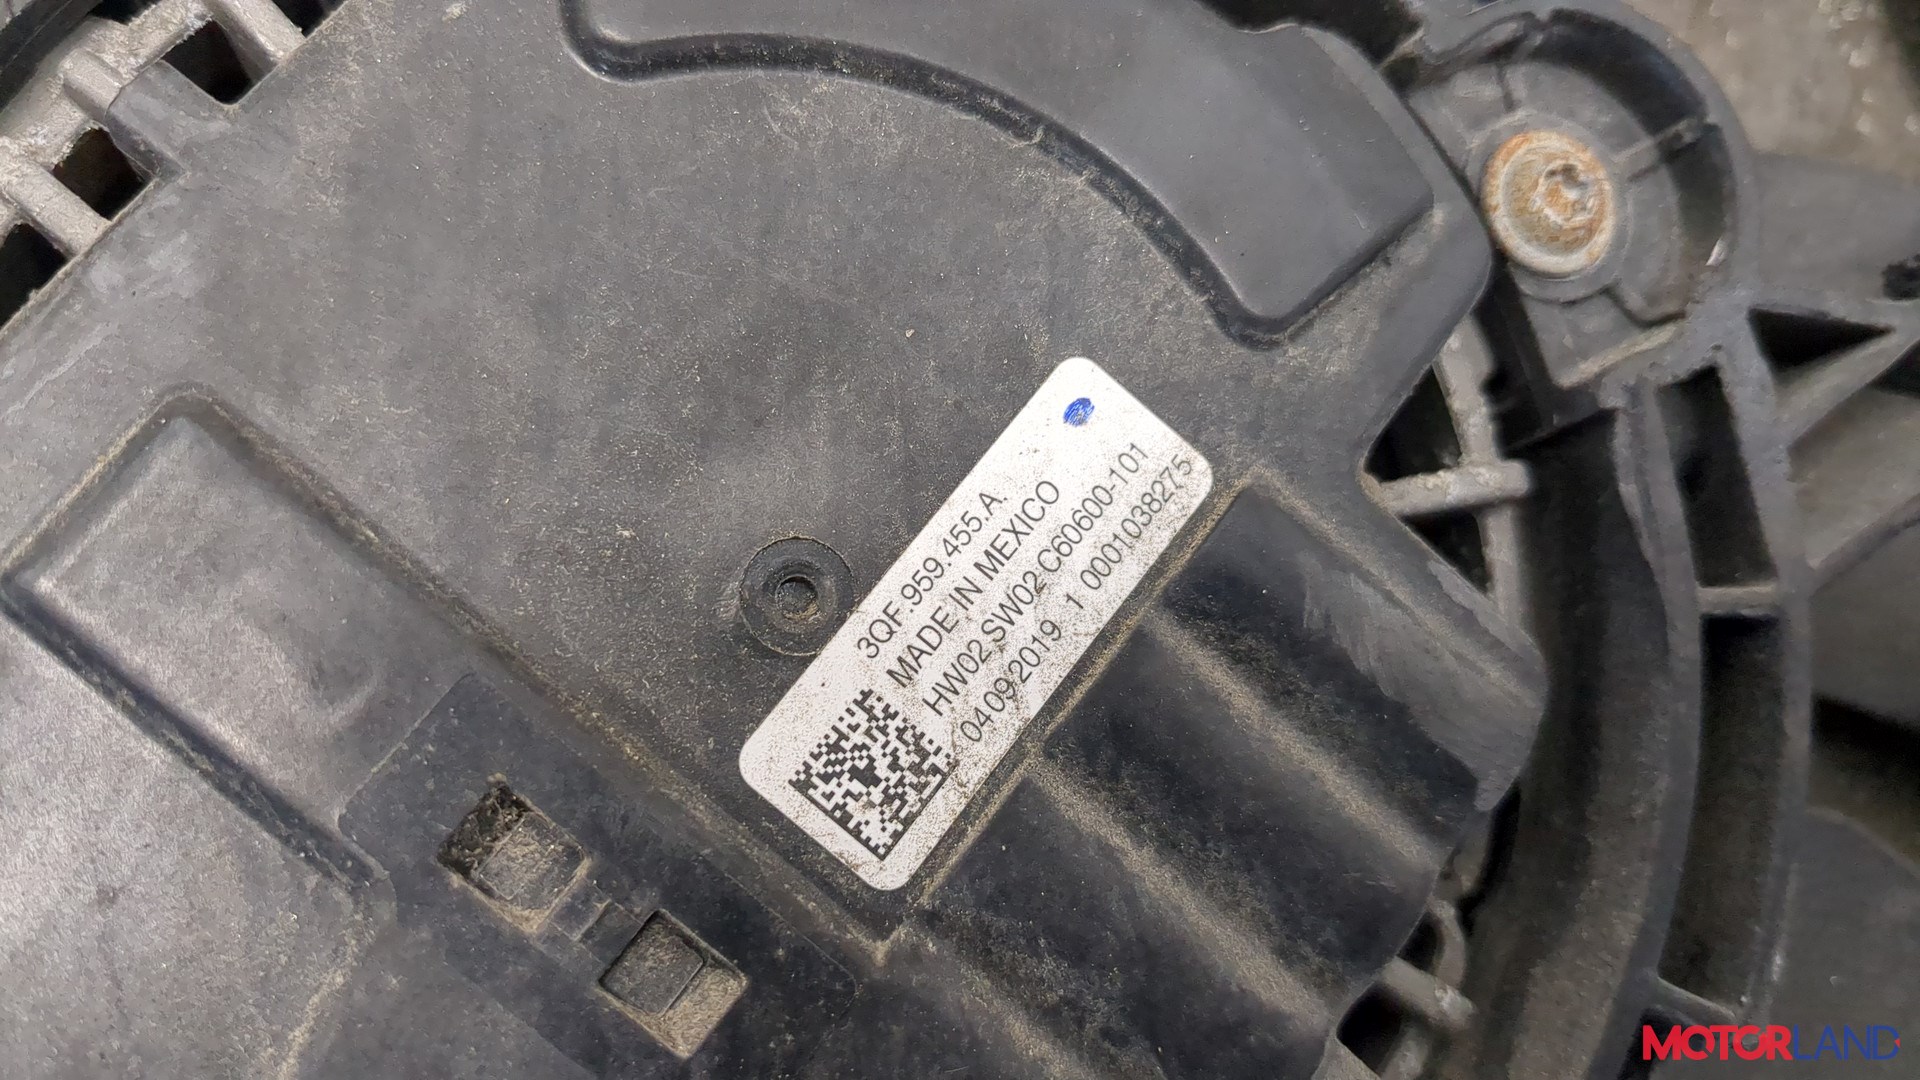 3QF.959.455.A.
MADE IN MEXICO
HW02 SW02 C60600-101
04092019 1 0001038275
MOTORLAND